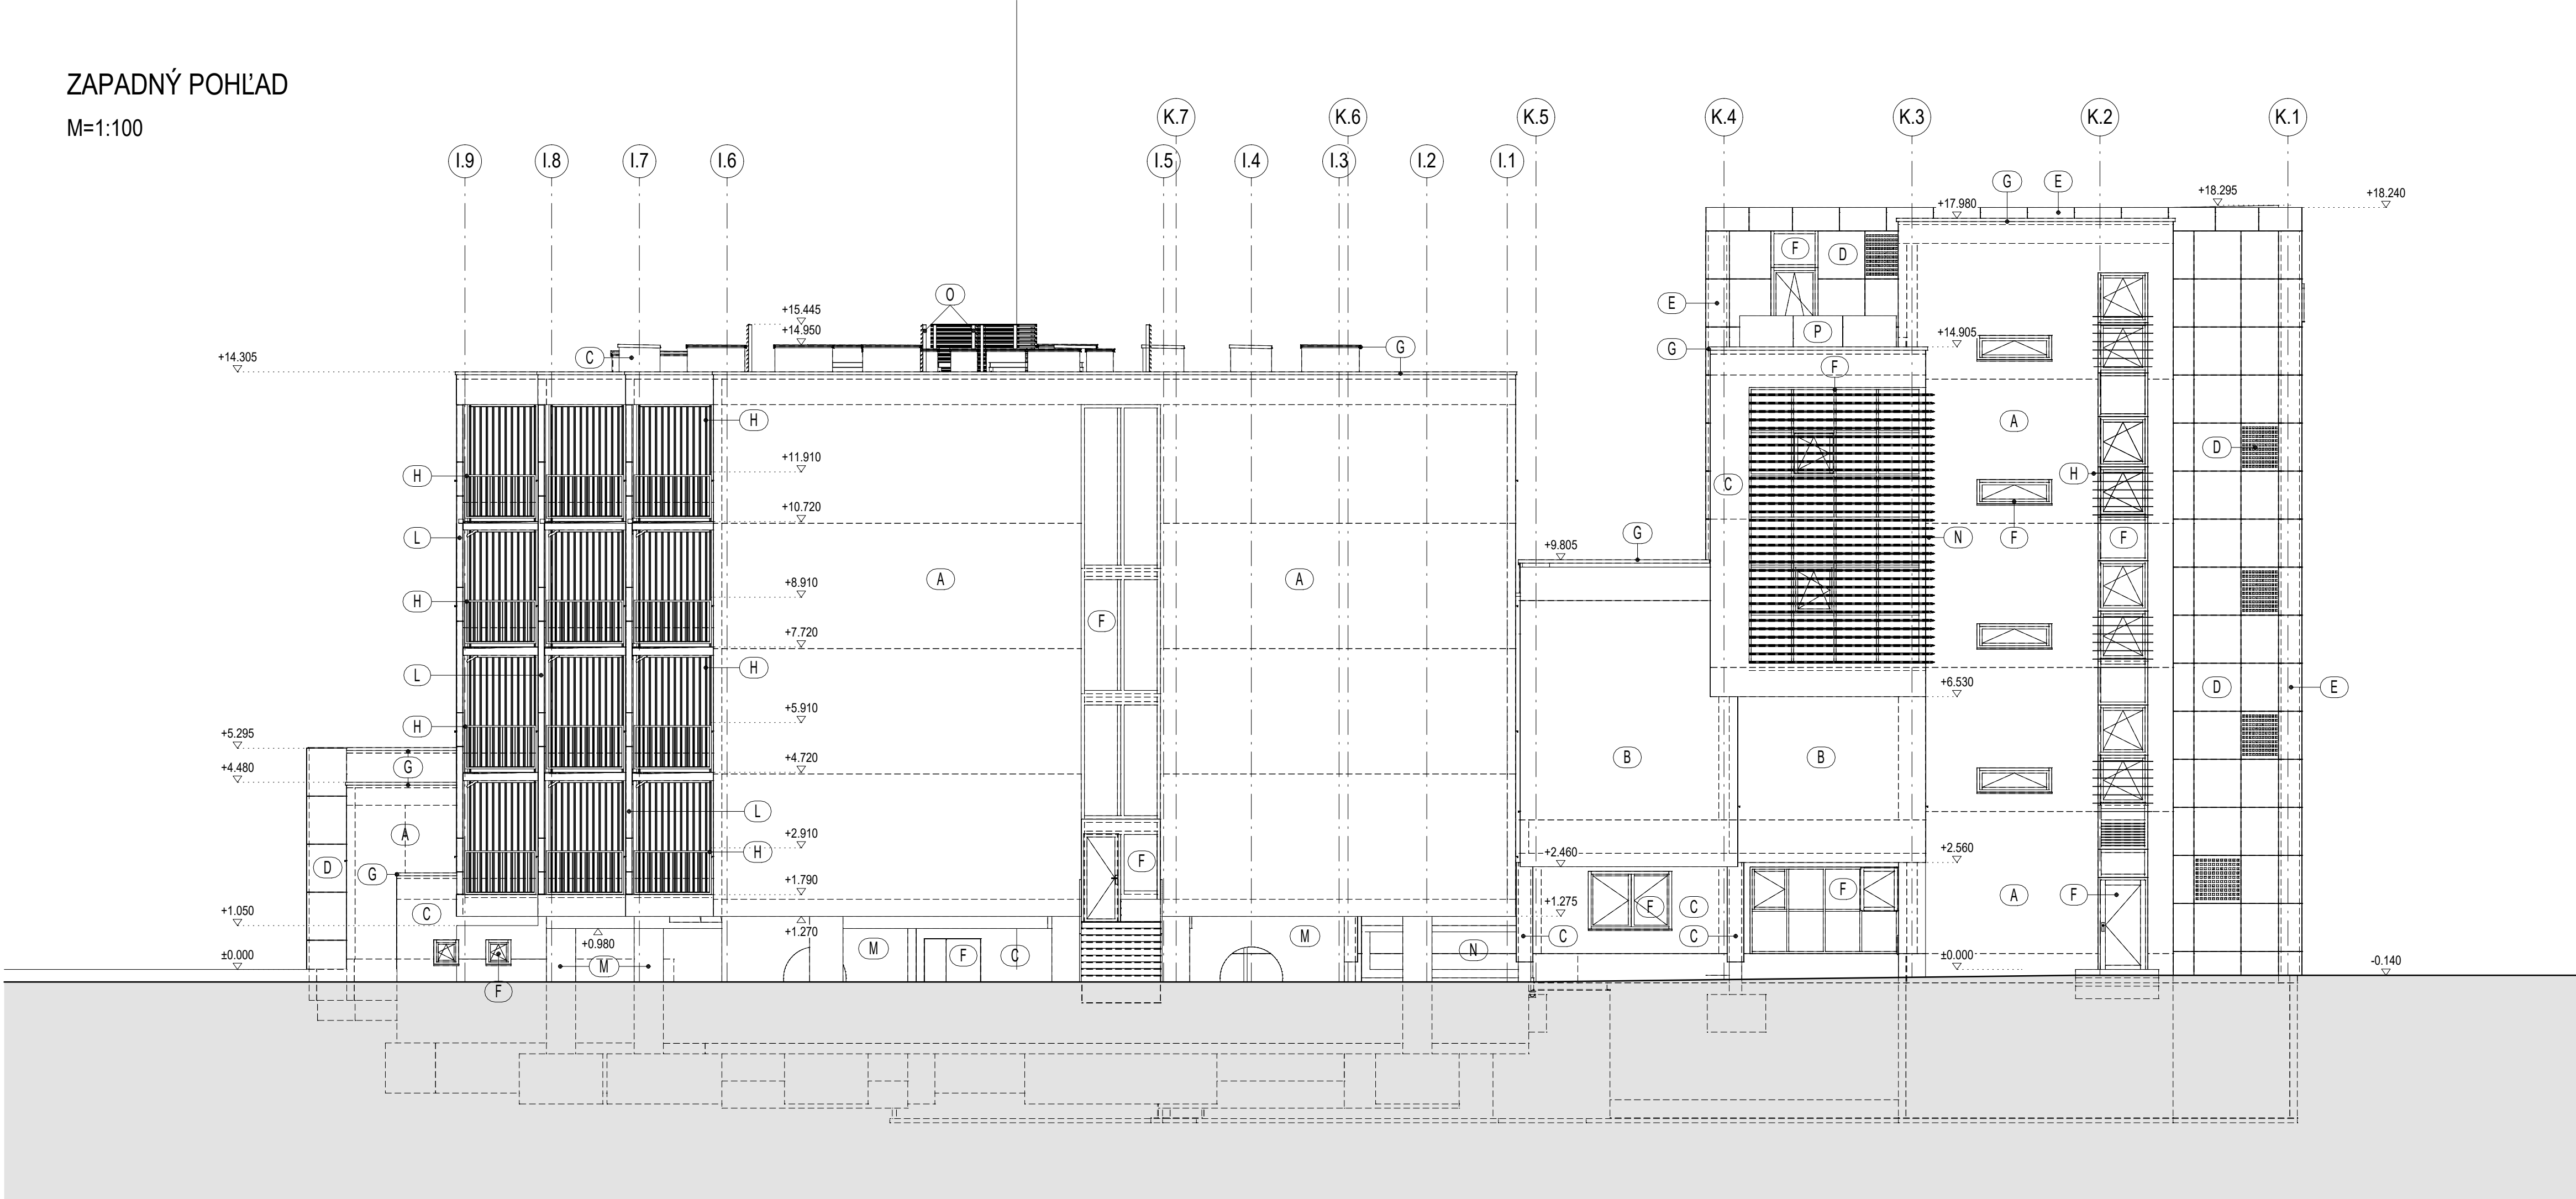 ZAPADNÝ POHĽAD
M=1:100
K.7 K.6 K.5 K.4 K.3 K.2 K.1
I.9 I.8 I.7 I.6 I.5 I.4 I.3 I.2 I.1
G E +18.295 +18.240
+17.980
F D
O E
+15.445
+14.950 P +14.905
+14.305 C G G
F
H A
D
+11.910
H H
C
+10.720
L G N F F
+9.805
A A
+8.910
H
F
+7.720
H
L +6.530 D E
+5.910
H
+5.295
B B
G
+4.480 +4.720
L
A +2.910
H +2.460 +2.560
D G F F
+1.790 A F
C +1.050 +1.275 F C
+0.980 +1.270 M C C
M F C N
±0.000 M ±0.000 -0.140
F